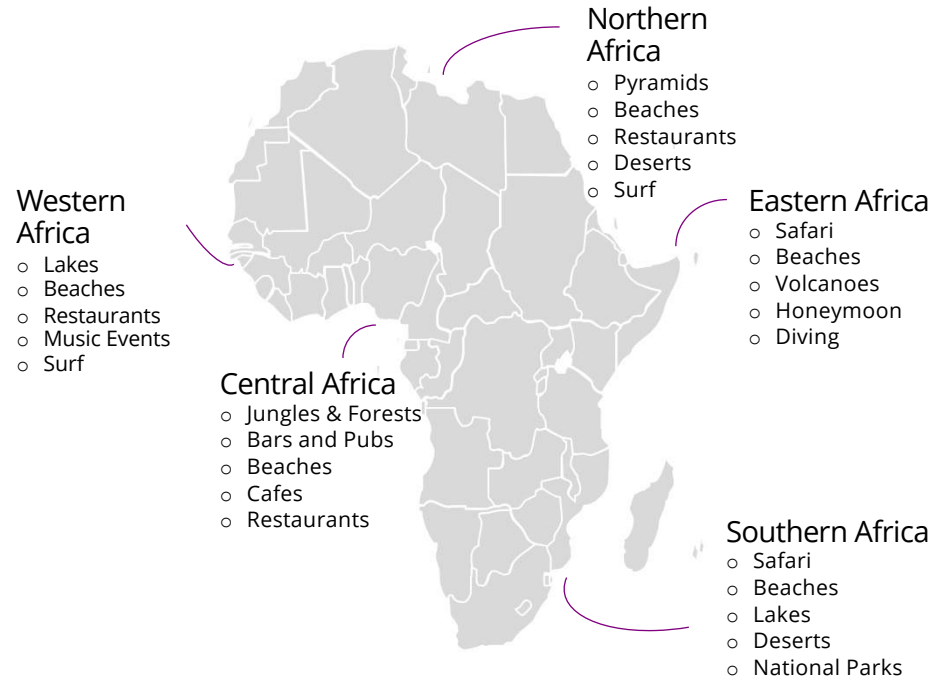 Northern
Africa
o Pyramids
o Beaches
o Restaurants
o Deserts
o Surf
Western
Africa
o Lakes
o Beaches
o Restaurants
o Music Events
o Surf
Eastern Africa
o Safari
o Beaches
o Volcanoes
o Honeymoon
o Diving
Central Africa
o Jungles & Forests
o Bars and Pubs
o Beaches
o Cafes
o Restaurants
Southern Africa
o Safari
o Beaches
o Lakes
o Deserts
o National Parks